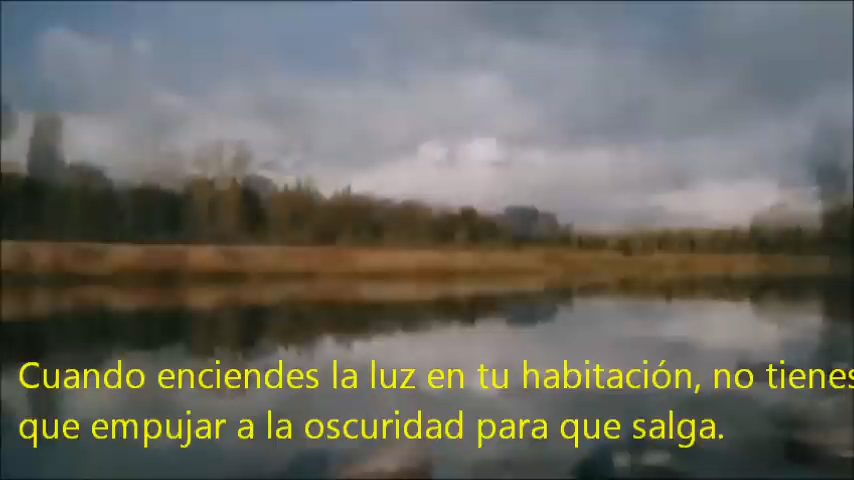 Cuando enciendes la luz en tu habitación, no tienes
que empujar a la oscuridad para que salga.